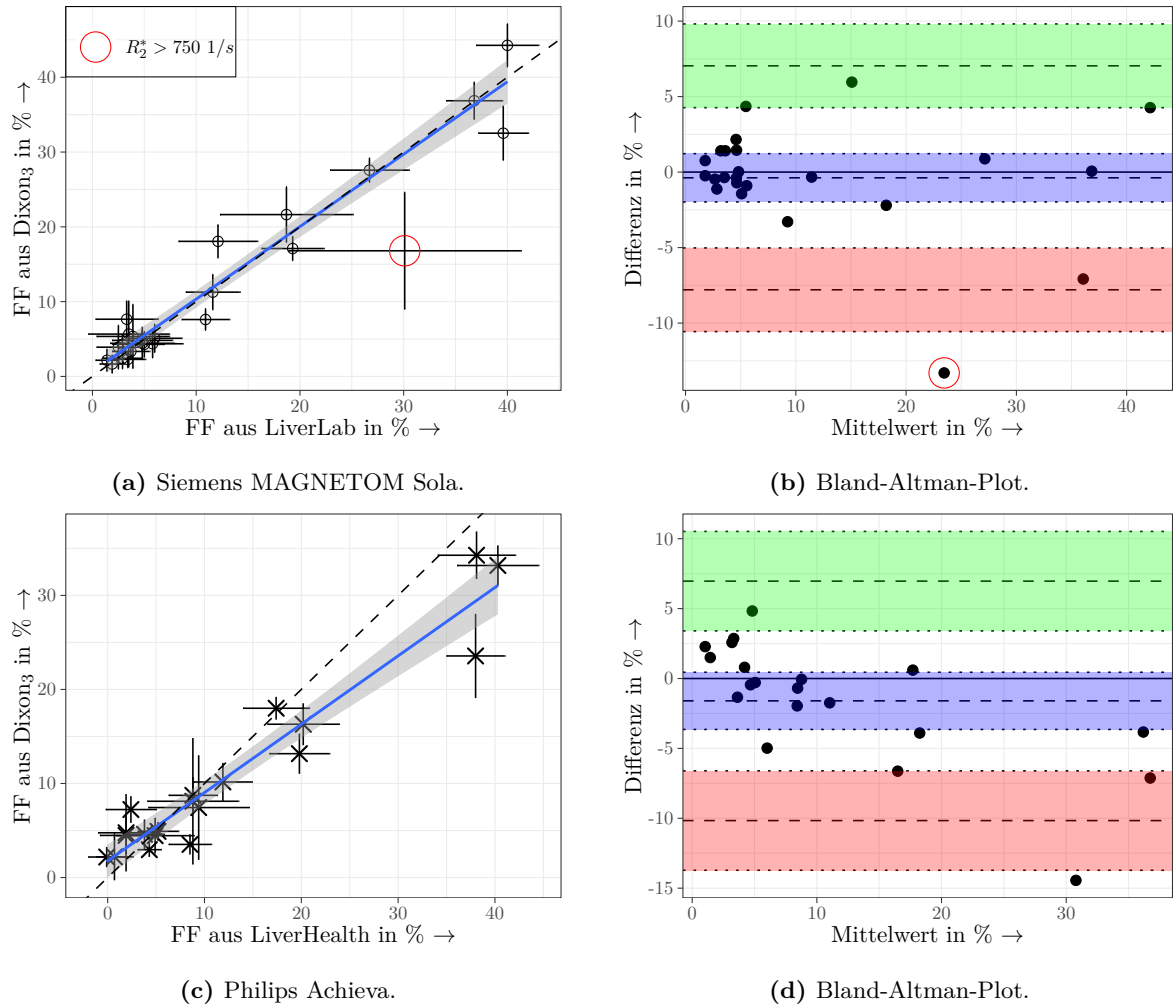 R₂* > 750 1/s
FF aus Dixon₃ in % →
40
30
20
10
0
0 10 20 30 40
FF aus LiverLab in % →
(a) Siemens MAGNETOM Sola.
Differenz in % →
10
5
0
-5
-10
0 10 20 30 40
Mittelwert in % →
(b) Bland-Altman-Plot.
FF aus Dixon₃ in % →
30
20
10
0
0 10 20 30 40
FF aus LiverHealth in % →
(c) Philips Achieva.
Differenz in % →
10
5
0
-5
-10
-15
0 10 20 30
Mittelwert in % →
(d) Bland-Altman-Plot.